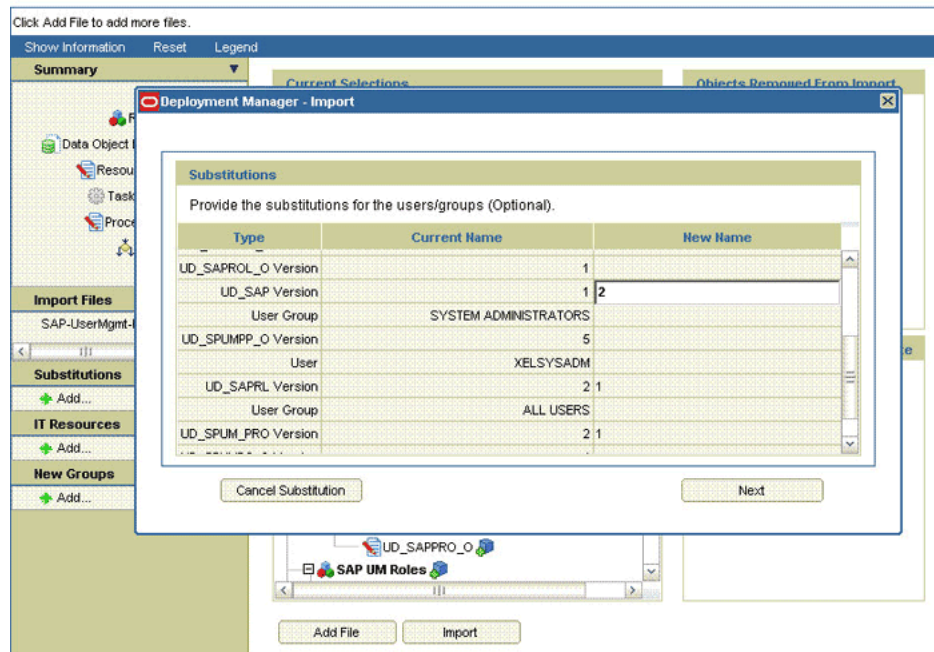 Click Add File to add more files.
Show Information Reset Legend
Summary
Current Selections
Objects Removed From Import
Deployment Manager - Import
R
Data Object
Resou
Task
Proce
Import Files
SAP-UserMgmt-
Substitutions
Add...
IT Resources
Add...
New Groups
Add...
Substitutions
Provide the substitutions for the users/groups (Optional).
Type Current Name New Name
UD_SAPROL_O Version 1
UD_SAP Version 1 2
User Group SYSTEM ADMINISTRATORS
UD_SPUMPP_O Version 5
User XELSYSADM
UD_SAPRL Version 2 1
User Group ALL USERS
UD_SPUM_PRO Version 2 1
Cancel Substitution Next
UD_SAPPRO_O
SAP UM Roles
Add File Import